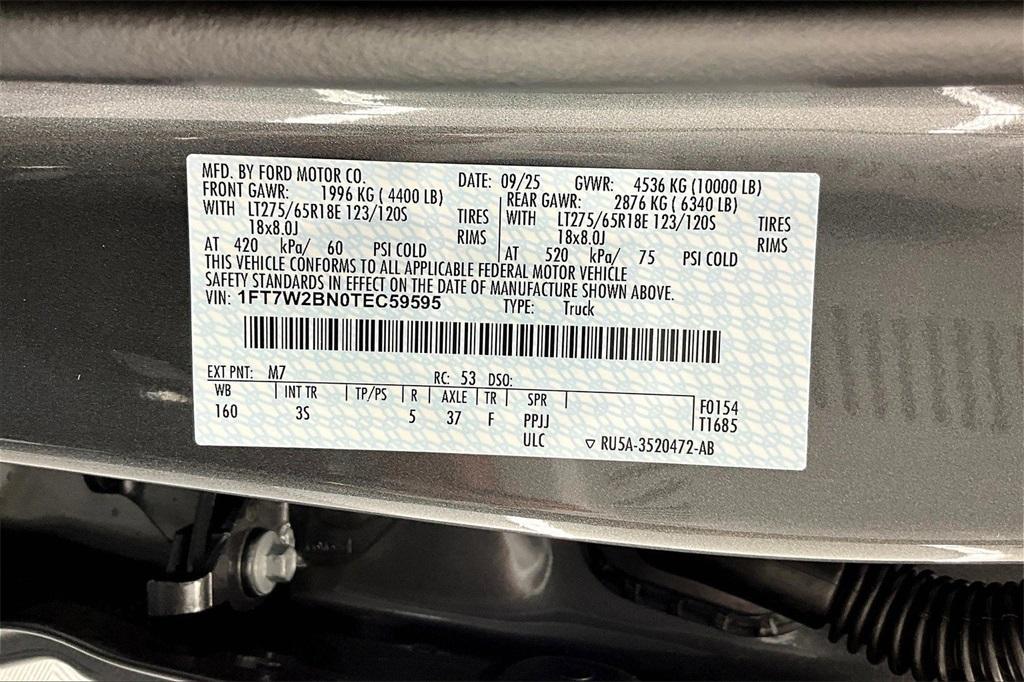 MFD. BY FORD MOTOR CO. DATE: 09/25 GVWR: 4536 KG (10000 LB)
FRONT GAWR: 1996 KG ( 4400 LB) REAR GAWR: 2876 KG ( 6340 LB)
WITH LT275/65R18E 123/120S TIRES WITH LT275/65R18E 123/120S TIRES
18x8.0J RIMS 18x8.0J RIMS
AT 420 kPa/ 60 PSI COLD AT 520 kPa/ 75 PSI COLD
THIS VEHICLE CONFORMS TO ALL APPLICABLE FEDERAL MOTOR VEHICLE
SAFETY STANDARDS IN EFFECT ON THE DATE OF MANUFACTURE SHOWN ABOVE.
VIN: 1FT7W2BN0TEC59595 TYPE: Truck
EXT PNT: M7 RC: 53 DSO:
WB INT TR TP/PS R AXLE TR SPR F0154
160 3S 5 37 F PPJJ T1685
ULC ▽ RU5A-3520472-AB